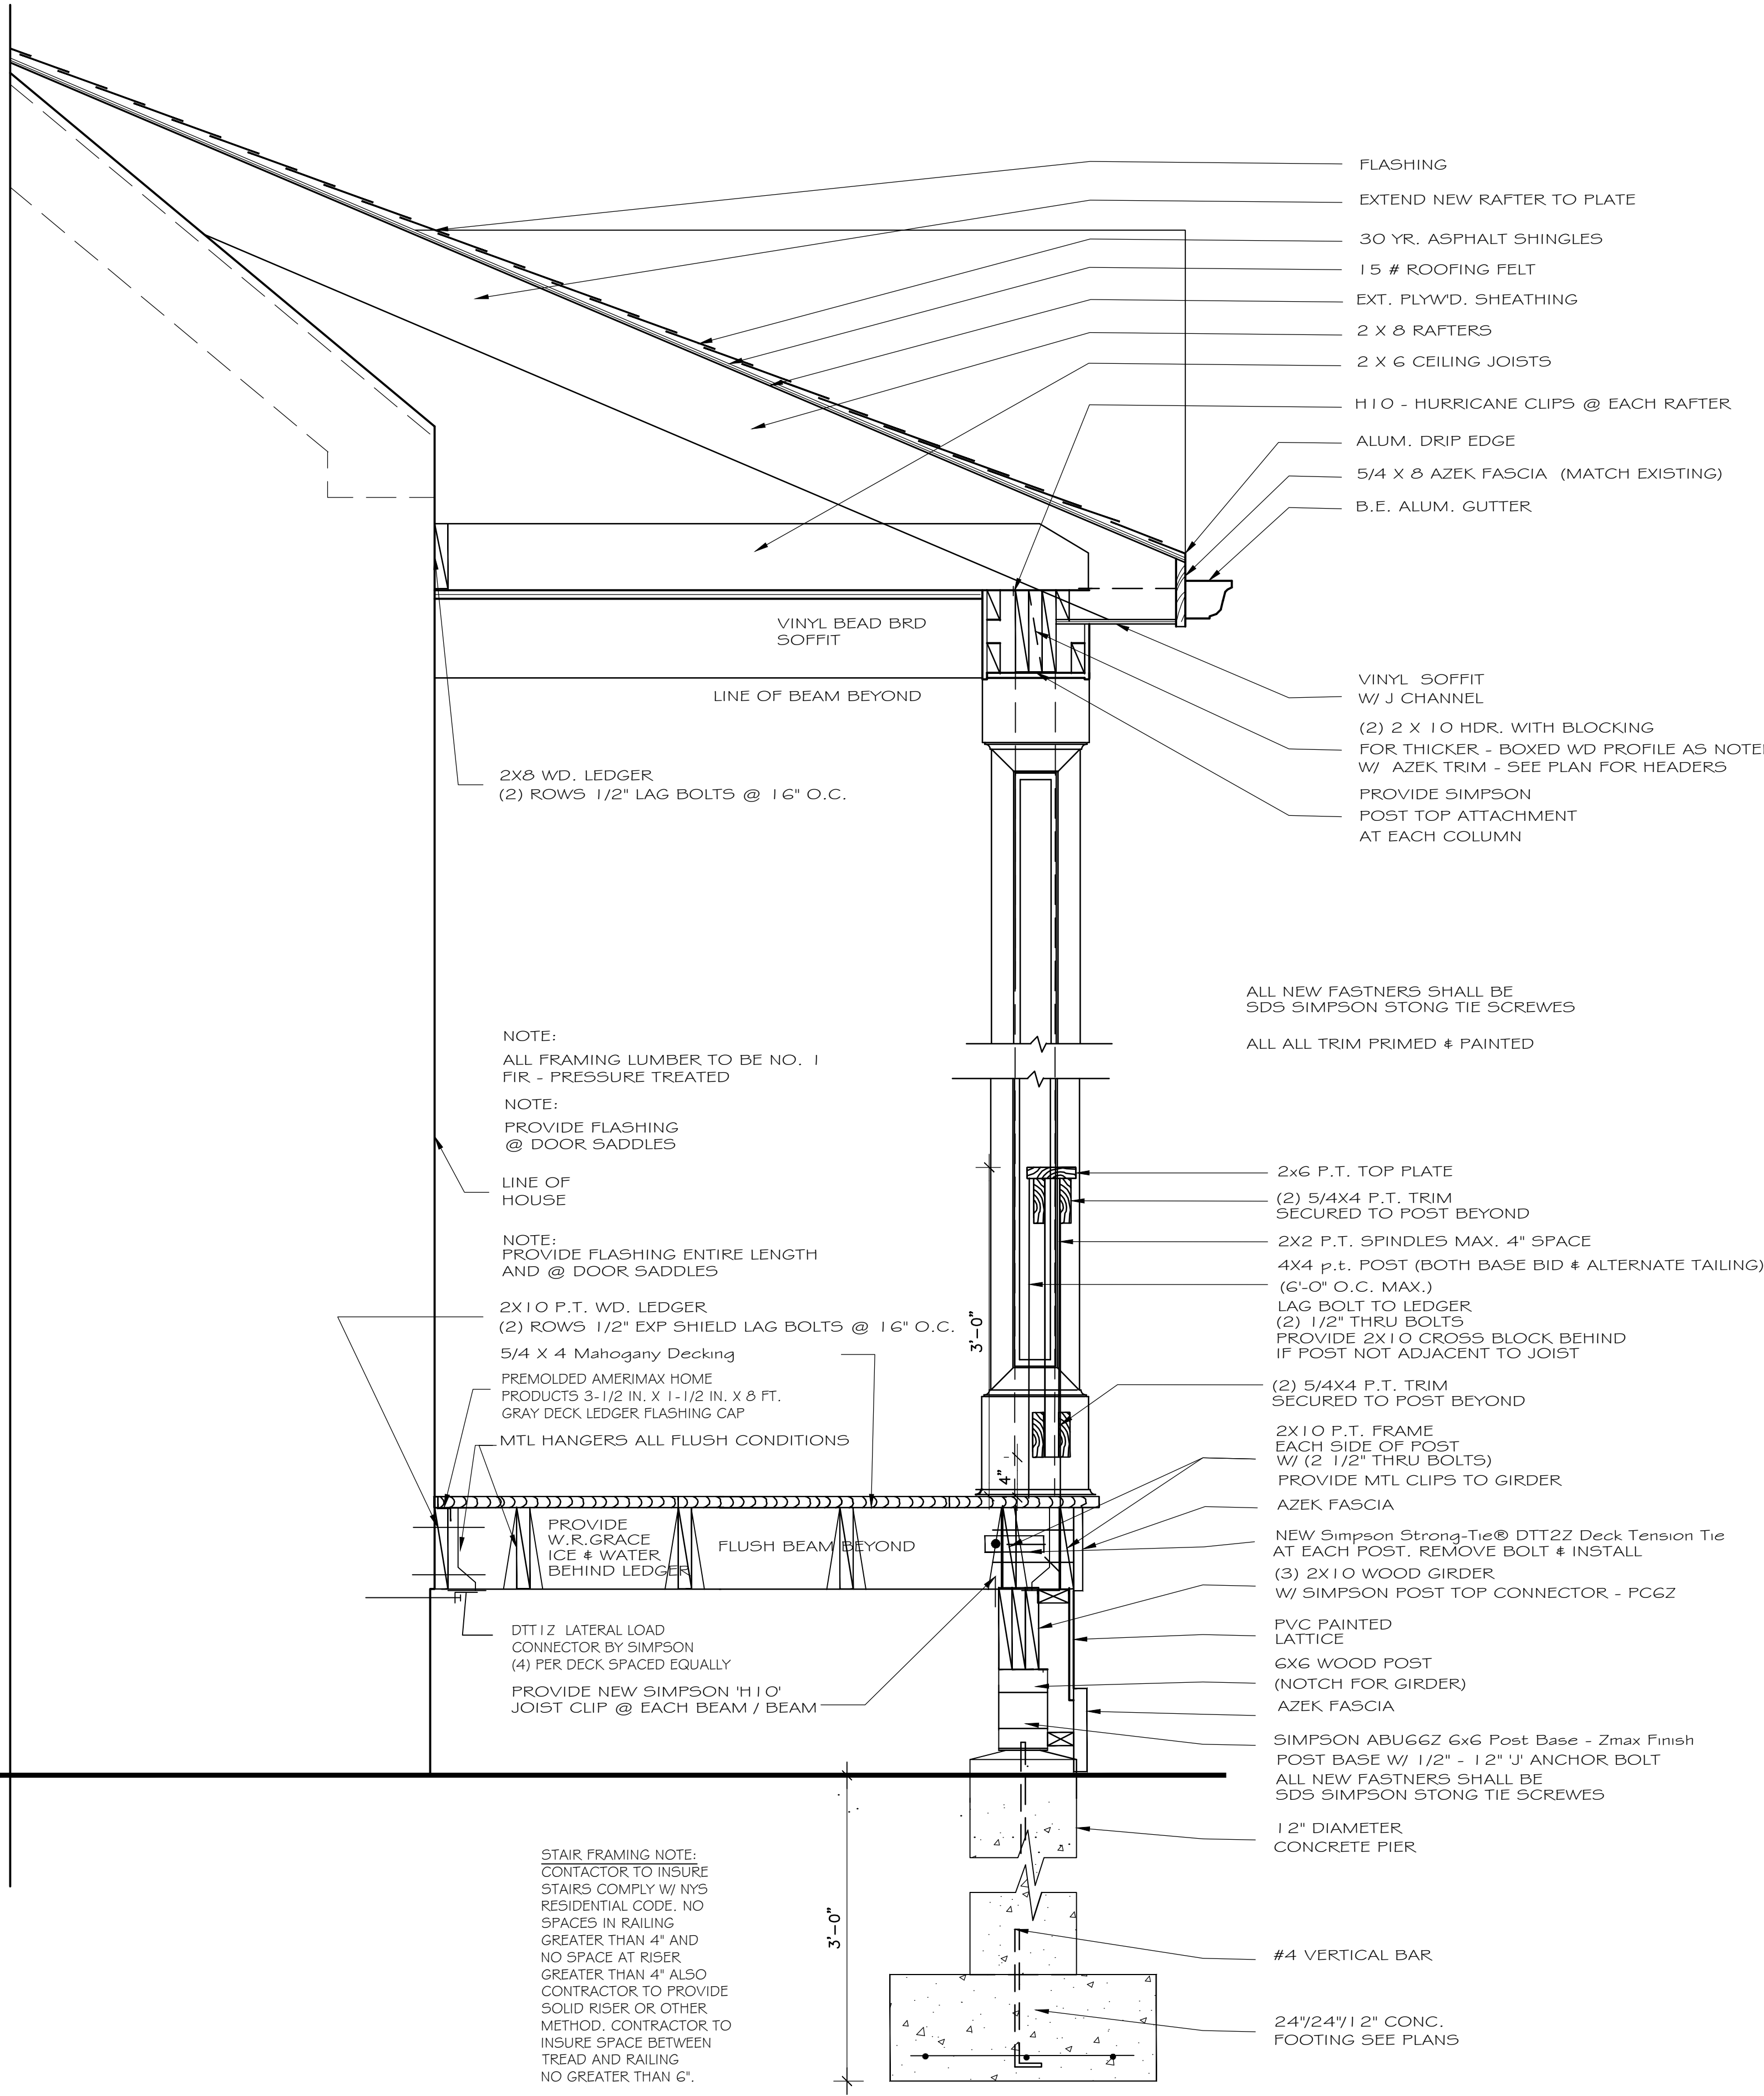 FLASHING
EXTEND NEW RAFTER TO PLATE
30 YR. ASPHALT SHINGLES
15 # ROOFING FELT
EXT. PLYW'D. SHEATHING
2 X 8 RAFTERS
2 X 6 CEILING JOISTS
H10 - HURRICANE CLIPS @ EACH RAFTER
ALUM. DRIP EDGE
5/4 X 8 AZEK FASCIA (MATCH EXISTING)
B.E. ALUM. GUTTER
VINYL BEAD BRD
SOFFIT
LINE OF BEAM BEYOND
VINYL SOFFIT
W/ J CHANNEL
(2) 2 X 10 HDR. WITH BLOCKING
FOR THICKER - BOXED WD PROFILE AS NOTE
W/ AZEK TRIM - SEE PLAN FOR HEADERS
PROVIDE SIMPSON
POST TOP ATTACHMENT
AT EACH COLUMN
2X8 WD. LEDGER
(2) ROWS 1/2" LAG BOLTS @ 16" O.C.
ALL NEW FASTNERS SHALL BE
SDS SIMPSON STONG TIE SCREWES
ALL ALL TRIM PRIMED & PAINTED
NOTE:
ALL FRAMING LUMBER TO BE NO. 1
FIR - PRESSURE TREATED
NOTE:
PROVIDE FLASHING
@ DOOR SADDLES
LINE OF
HOUSE
NOTE:
PROVIDE FLASHING ENTIRE LENGTH
AND @ DOOR SADDLES
2X10 P.T. WD. LEDGER
(2) ROWS 1/2" EXP SHIELD LAG BOLTS @ 16" O.C.
5/4 X 4 Mahogany Decking
PREMOLDED AMERIMAX HOME
PRODUCTS 3-1/2 IN. X 1-1/2 IN. X 8 FT.
GRAY DECK LEDGER FLASHING CAP
MTL HANGERS ALL FLUSH CONDITIONS
3'-0"
4"
2x6 P.T. TOP PLATE
(2) 5/4X4 P.T. TRIM
SECURED TO POST BEYOND
2X2 P.T. SPINDLES MAX. 4" SPACE
4X4 p.t. POST (BOTH BASE BID & ALTERNATE TAILING)
(6'-0" O.C. MAX.)
LAG BOLT TO LEDGER
(2) 1/2" THRU BOLTS
PROVIDE 2X10 CROSS BLOCK BEHIND
IF POST NOT ADJACENT TO JOIST
(2) 5/4X4 P.T. TRIM
SECURED TO POST BEYOND
2X10 P.T. FRAME
EACH SIDE OF POST
W/ (2 1/2" THRU BOLTS)
PROVIDE MTL CLIPS TO GIRDER
AZEK FASCIA
NEW Simpson Strong-Tie® DTT2Z Deck Tension Tie
AT EACH POST. REMOVE BOLT & INSTALL
(3) 2X10 WOOD GIRDER
W/ SIMPSON POST TOP CONNECTOR - PC6Z
PVC PAINTED
LATTICE
6X6 WOOD POST
(NOTCH FOR GIRDER)
AZEK FASCIA
SIMPSON ABU66Z 6x6 Post Base - Zmax Finish
POST BASE W/ 1/2" - 12" 'J' ANCHOR BOLT
ALL NEW FASTNERS SHALL BE
SDS SIMPSON STONG TIE SCREWES
12" DIAMETER
CONCRETE PIER
#4 VERTICAL BAR
24"/24"/12" CONC.
FOOTING SEE PLANS
PROVIDE
W.R.GRACE
ICE & WATER
BEHIND LEDGER
FLUSH BEAM BEYOND
DTT1Z LATERAL LOAD
CONNECTOR BY SIMPSON
(4) PER DECK SPACED EQUALLY
PROVIDE NEW SIMPSON 'H10'
JOIST CLIP @ EACH BEAM / BEAM
STAIR FRAMING NOTE:
CONTACTOR TO INSURE
STAIRS COMPLY W/ NYS
RESIDENTIAL CODE. NO
SPACES IN RAILING
GREATER THAN 4" AND
NO SPACE AT RISER
GREATER THAN 4" ALSO
CONTRACTOR TO PROVIDE
SOLID RISER OR OTHER
METHOD. CONTRACTOR TO
INSURE SPACE BETWEEN
TREAD AND RAILING
NO GREATER THAN 6".
3'-0"